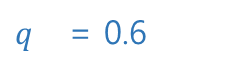 q = 0.6